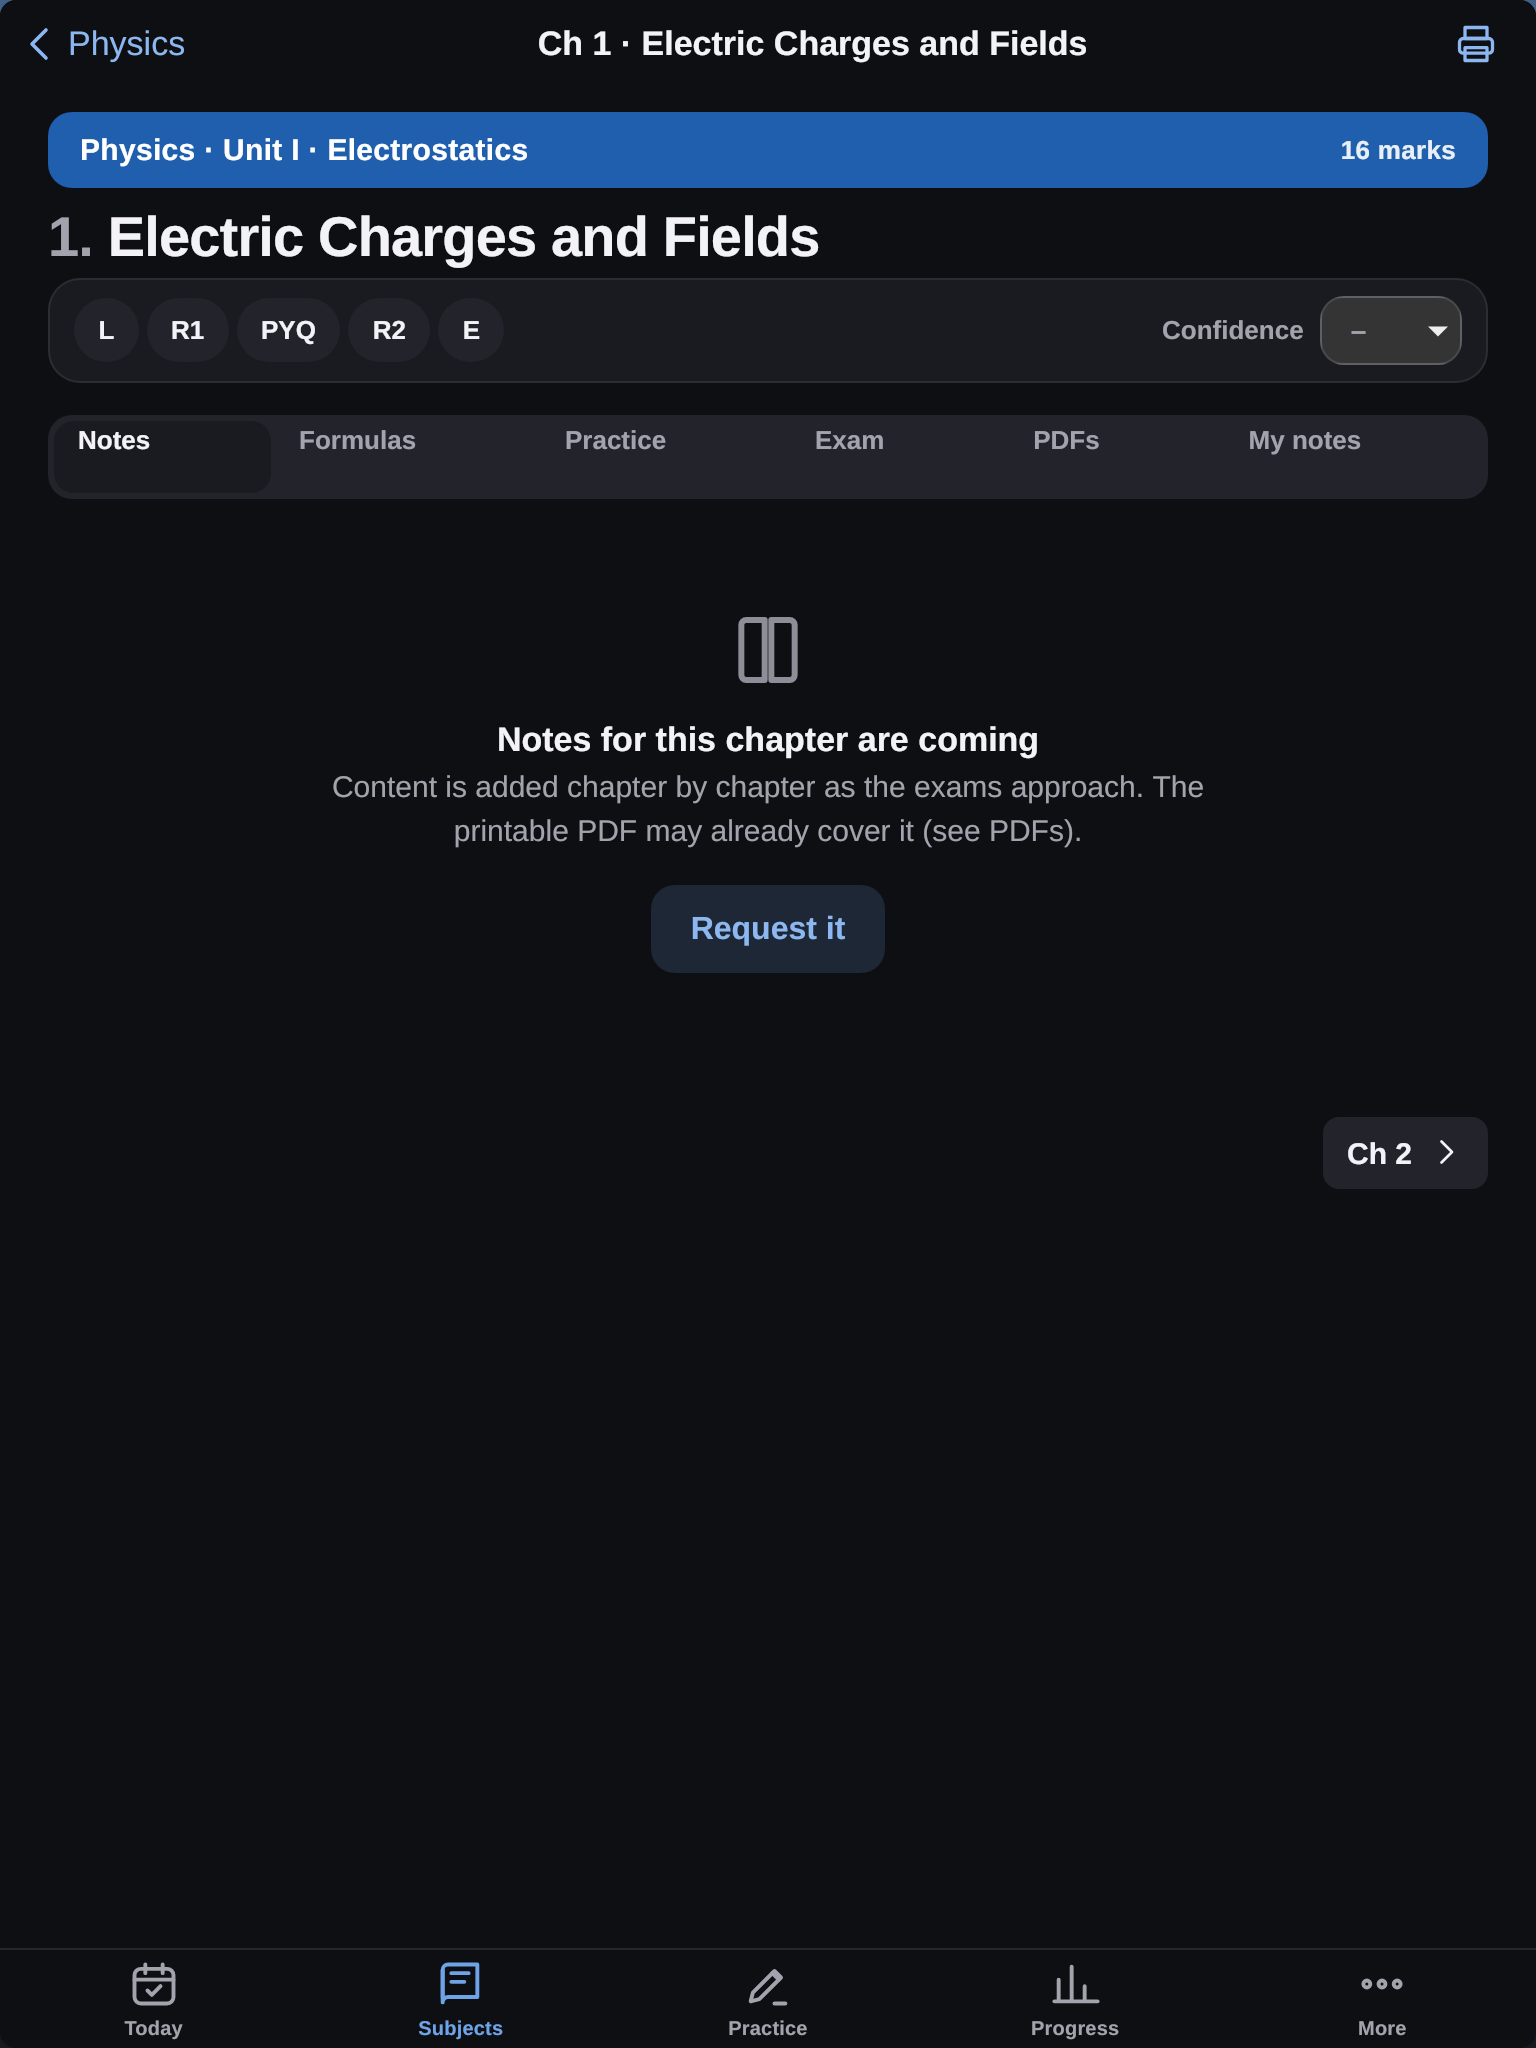 Physics
Ch 1 · Electric Charges and Fields
Physics · Unit I · Electrostatics
16 marks
1. Electric Charges and Fields
L R1 PYQ R2 E
Confidence –
Notes Formulas Practice Exam PDFs My notes
Notes for this chapter are coming
Content is added chapter by chapter as the exams approach. The
printable PDF may already cover it (see PDFs).
Request it
Ch 2
Today Subjects Practice Progress More